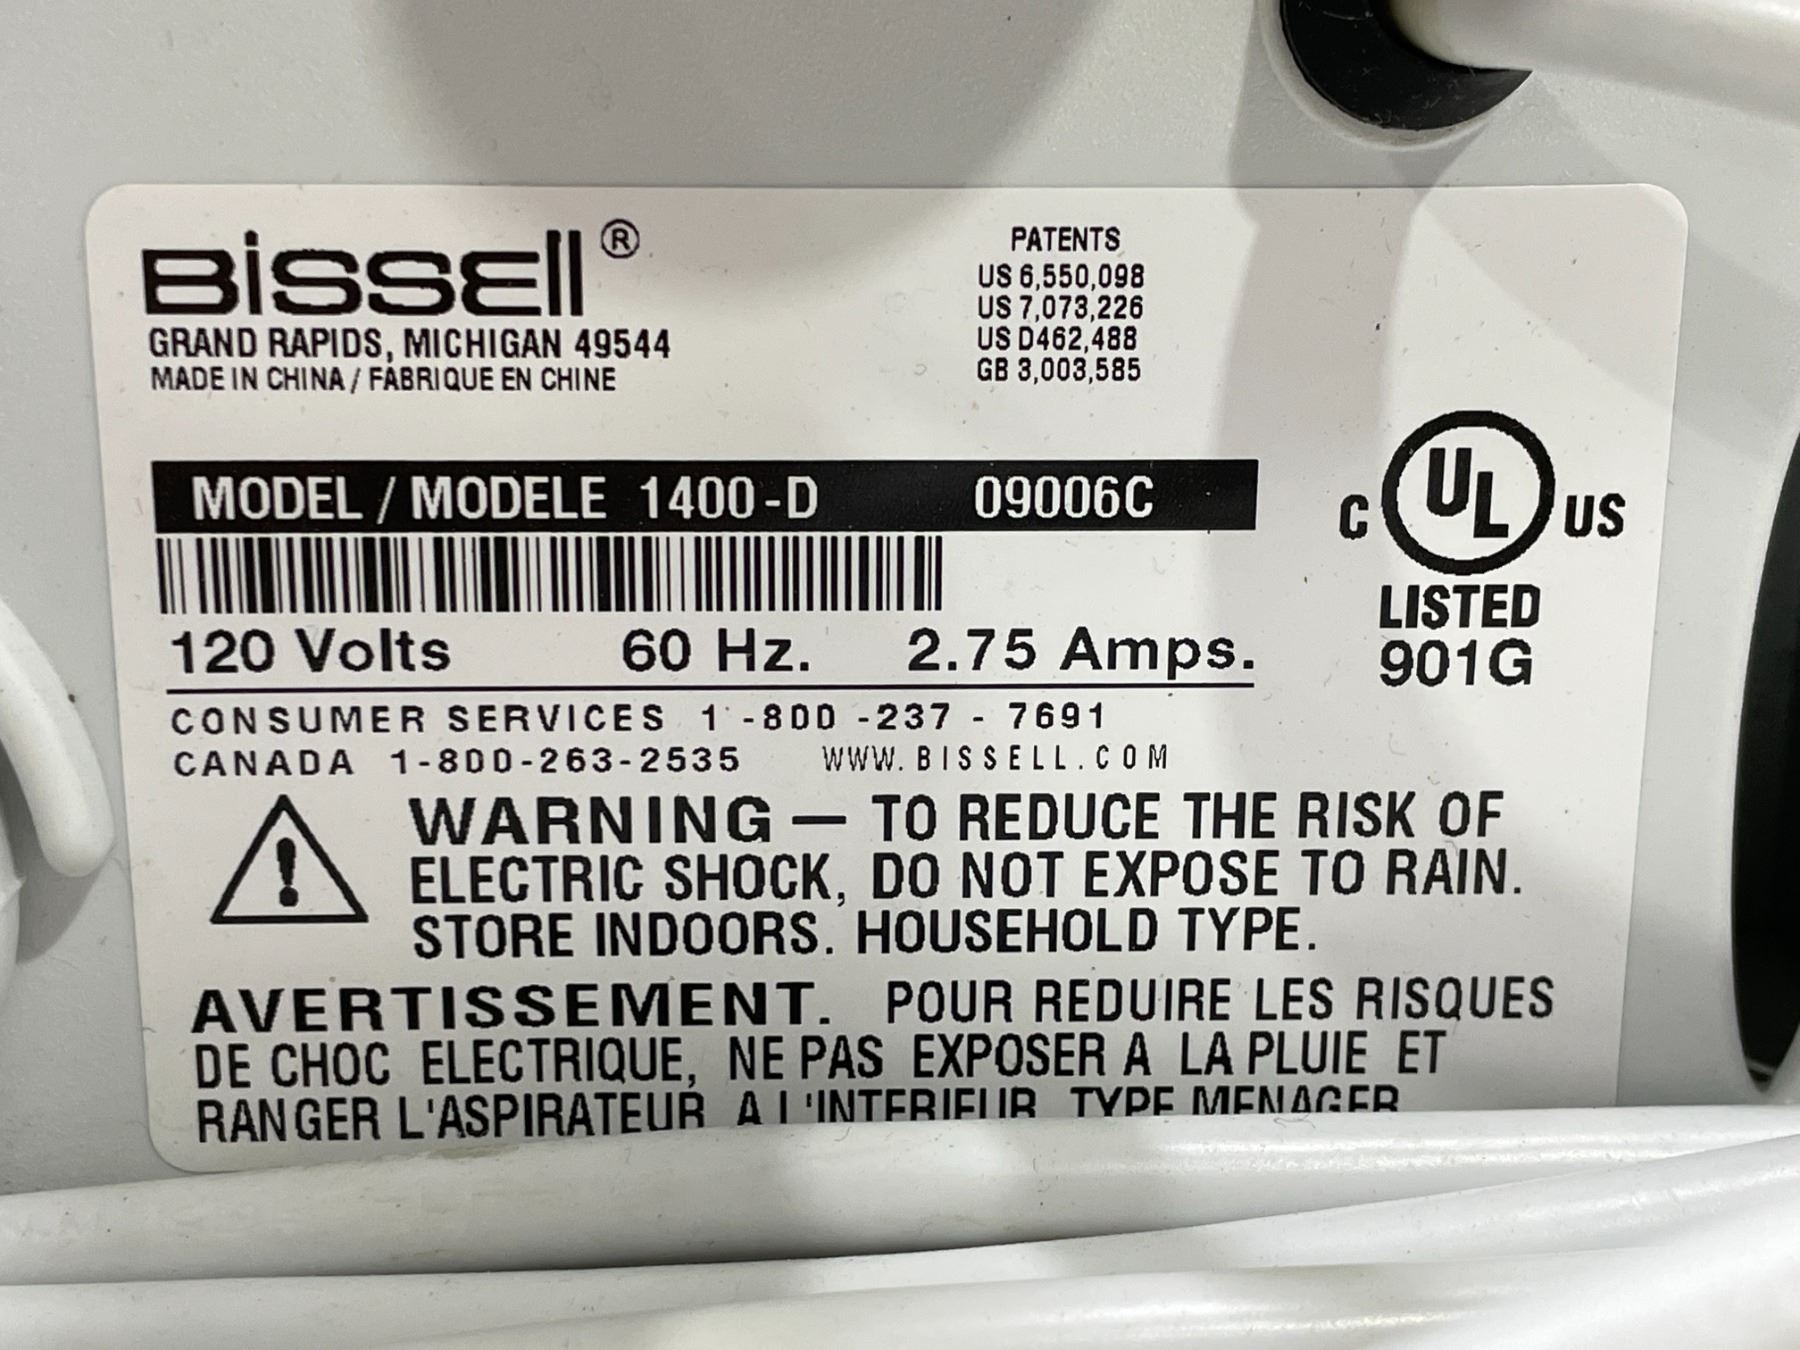 BISSELL®
GRAND RAPIDS, MICHIGAN 49544
MADE IN CHINA / FABRIQUE EN CHINE
PATENTS
US 6,550,098
US 7,073,226
US D462,488
GB 3,003,585
MODEL / MODELE 1400-D 09006C
C UL US
LISTED
901G
120 Volts 60 Hz. 2.75 Amps.
CONSUMER SERVICES 1-800-237-7691
CANADA 1-800-263-2535 WWW.BISSELL.COM
WARNING — TO REDUCE THE RISK OF
ELECTRIC SHOCK, DO NOT EXPOSE TO RAIN.
STORE INDOORS. HOUSEHOLD TYPE.
AVERTISSEMENT. POUR REDUIRE LES RISQUES
DE CHOC ELECTRIQUE, NE PAS EXPOSER A LA PLUIE ET
RANGER L'ASPIRATEUR A L'INTERIEUR TYPE MENAGER